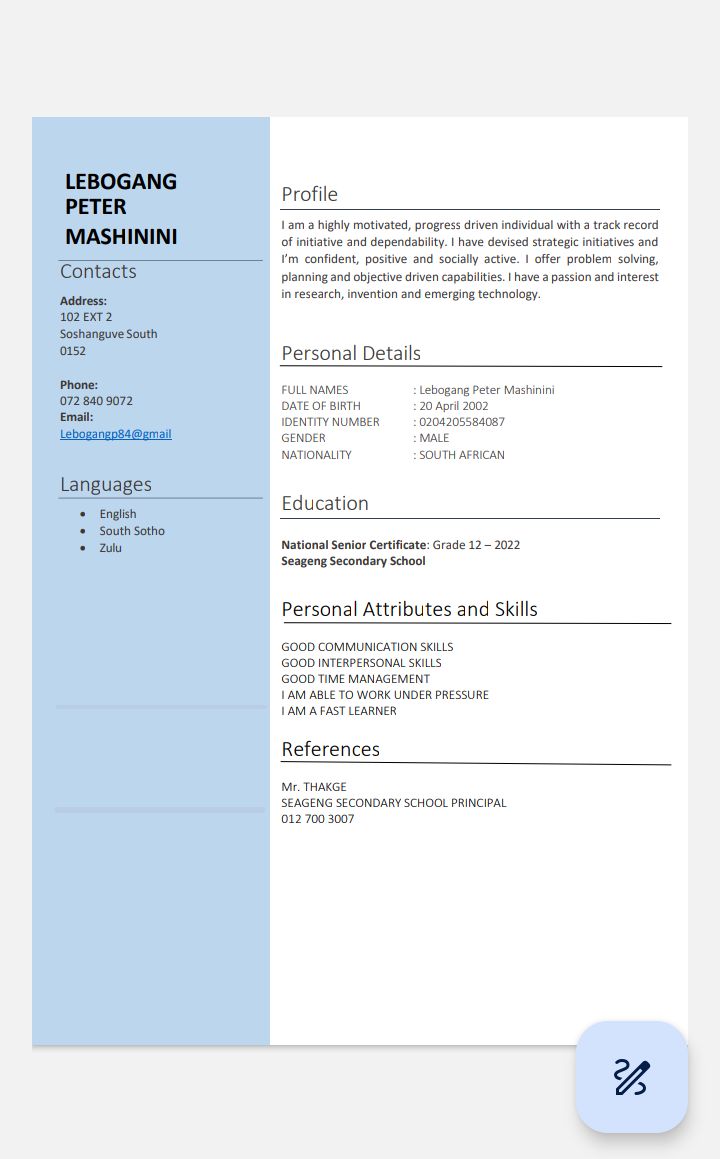 LEBOGANG
PETER
MASHININI
Contacts
Address:
102 EXT 2
Soshanguve South
0152
Phone:
072 840 9072
Email:
Lebogangp84@gmail
Languages
• English
• South Sotho
• Zulu
Profile
I am a highly motivated, progress driven individual with a track record
of initiative and dependability. I have devised strategic initiatives and
I'm confident, positive and socially active. I offer problem solving,
planning and objective driven capabilities. I have a passion and interest
in research, invention and emerging technology.
Personal Details
FULL NAMES : Lebogang Peter Mashinini
DATE OF BIRTH : 20 April 2002
IDENTITY NUMBER : 0204205584087
GENDER : MALE
NATIONALITY : SOUTH AFRICAN
Education
National Senior Certificate: Grade 12 – 2022
Seageng Secondary School
Personal Attributes and Skills
GOOD COMMUNICATION SKILLS
GOOD INTERPERSONAL SKILLS
GOOD TIME MANAGEMENT
I AM ABLE TO WORK UNDER PRESSURE
I AM A FAST LEARNER
References
Mr. THAKGE
SEAGENG SECONDARY SCHOOL PRINCIPAL
012 700 3007